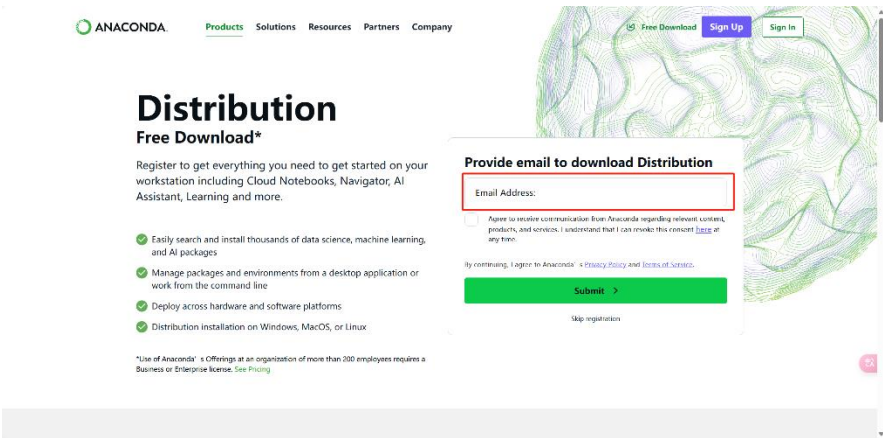 ANACONDA.
Products Solutions Resources Partners Company
Free Download Sign Up Sign In
Distribution
Free Download*
Register to get everything you need to get started on your
workstation including Cloud Notebooks, Navigator, AI
Assistant, Learning and more.
Easily search and install thousands of data science, machine learning,
and AI packages
Manage packages and environments from a desktop application or
work from the command line
Deploy across hardware and software platforms
Distribution installation on Windows, MacOS, or Linux
*Use of Anaconda's Offerings at an organization of more than 200 employees requires a
Business or Enterprise license. See Pricing
Provide email to download Distribution
Email Address:
Agree to receive communication from Anaconda regarding relevant content,
products, and services. I understand that I can revoke this consent here at
any time.
By continuing, I agree to Anaconda's Privacy Policy and Terms of Service.
Submit >
Skip registration